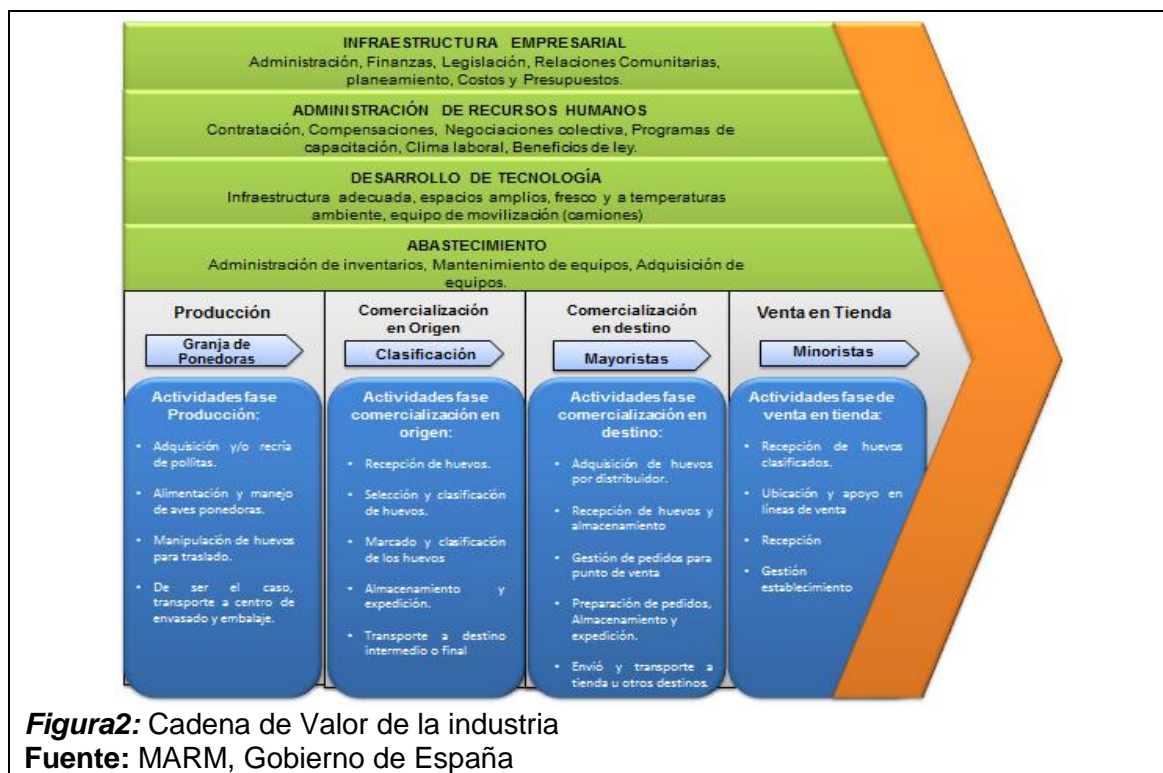 INFRAESTRUCTURA EMPRESARIAL
Administración, Finanzas, Legislación, Relaciones Comunitarias,
planeamiento, Costos y Presupuestos.
ADMINISTRACIÓN DE RECURSOS HUMANOS
Contratación, Compensaciones, Negociaciones colectiva, Programas de
capacitación, Clima laboral, Beneficios de ley.
DESARROLLO DE TECNOLOGÍA
Infraestructura adecuada, espacios amplios, fresco y a temperaturas
ambiente, equipo de movilización (camiones)
ABASTECIMIENTO
Administración de inventarios, Mantenimiento de equipos, Adquisición de
equipos.
Producción
Granja de
Ponedoras
Actividades fase
Producción:
• Adquisición y/o recría
de pollitas.
• Alimentación y manejo
de aves ponedoras.
• Manipulación de huevos
para traslado.
• De ser el caso,
transporte a centro de
envasado y embalaje.
Comercialización
en Origen
Clasificación
Actividades fase
comercialización en
origen:
• Recepción de huevos.
• Selección y clasificación
de huevos.
• Marcado y clasificación
de los huevos
• Almacenamiento y
expedición.
• Transporte a destino
intermedio o final
Comercialización
en destino
Mayoristas
Actividades fase
comercialización en
destino:
• Adquisición de huevos
por distribuidor.
• Recepción de huevos y
almacenamiento
• Gestión de pedidos para
punto de venta
• Preparación de pedidos,
Almacenamiento y
expedición.
• Envió y transporte a
tienda u otros destinos.
Venta en Tienda
Minoristas
Actividades fase de
venta en tienda:
• Recepción de huevos
clasificados.
• Ubicación y apoyo en
líneas de venta
• Recepción
• Gestión
establecimiento
Figura2: Cadena de Valor de la industria
Fuente: MARM, Gobierno de España